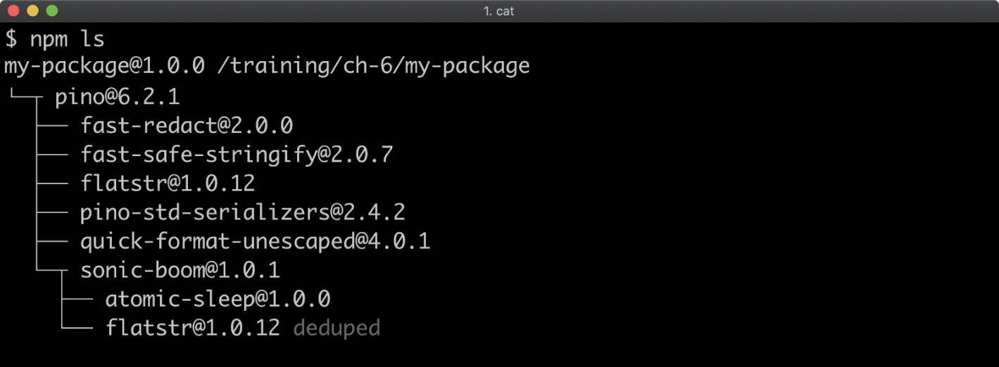 1. cat
$ npm ls
my-package@1.0.0 /training/ch-6/my-package
└─┬ pino@6.2.1
  ├── fast-redact@2.0.0
  ├── fast-safe-stringify@2.0.7
  ├── flatstr@1.0.12
  ├── pino-std-serializers@2.4.2
  ├── quick-format-unescaped@4.0.1
  └─┬ sonic-boom@1.0.1
    ├── atomic-sleep@1.0.0
    └── flatstr@1.0.12 deduped